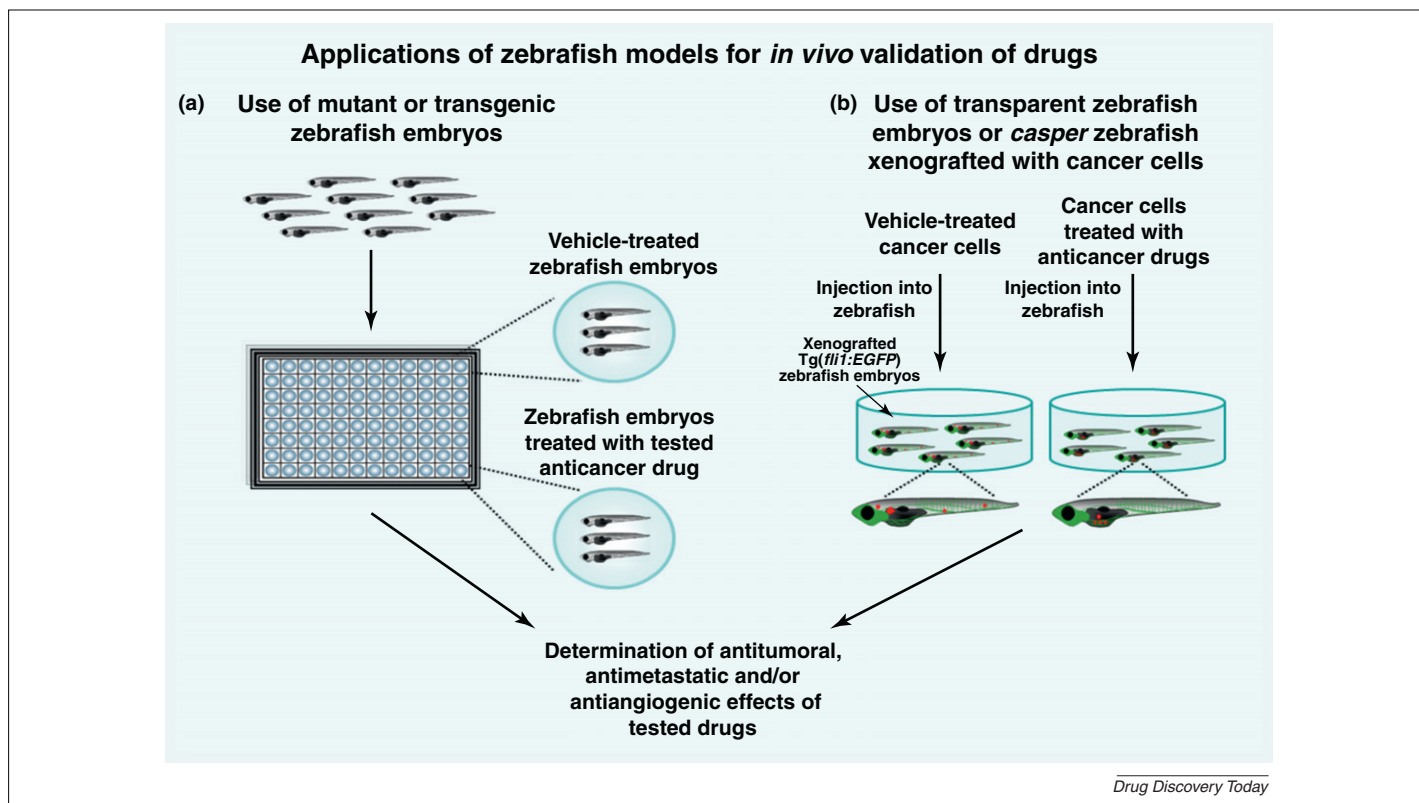 Applications of zebrafish models for in vivo validation of drugs
(a) Use of mutant or transgenic
zebrafish embryos
Vehicle-treated
zebrafish embryos
Zebrafish embryos
treated with tested
anticancer drug
(b) Use of transparent zebrafish
embryos or casper zebrafish
xenografted with cancer cells
Vehicle-treated
cancer cells
Cancer cells
treated with
anticancer drugs
Injection into
zebrafish
Injection into
zebrafish
Xenografted
Tg(fli1:EGFP)
zebrafish embryos
Determination of antitumoral,
antimetastatic and/or
antiangiogenic effects of
tested drugs
Drug Discovery Today